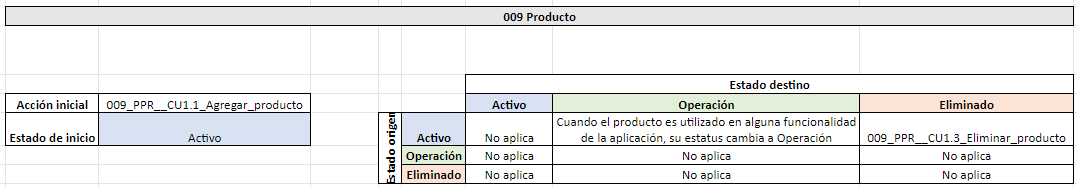 009 Producto
Estado destino
Acción inicial 009_PPR__CU1.1_Agregar_producto Activo Operación Eliminado
Estado de inicio Activo Estado origen Activo No aplica Cuando el producto es utilizado en alguna funcionalidad
de la aplicación, su estatus cambia a Operación 009_PPR__CU1.3_Eliminar_producto
Operación No aplica No aplica No aplica
Eliminado No aplica No aplica No aplica